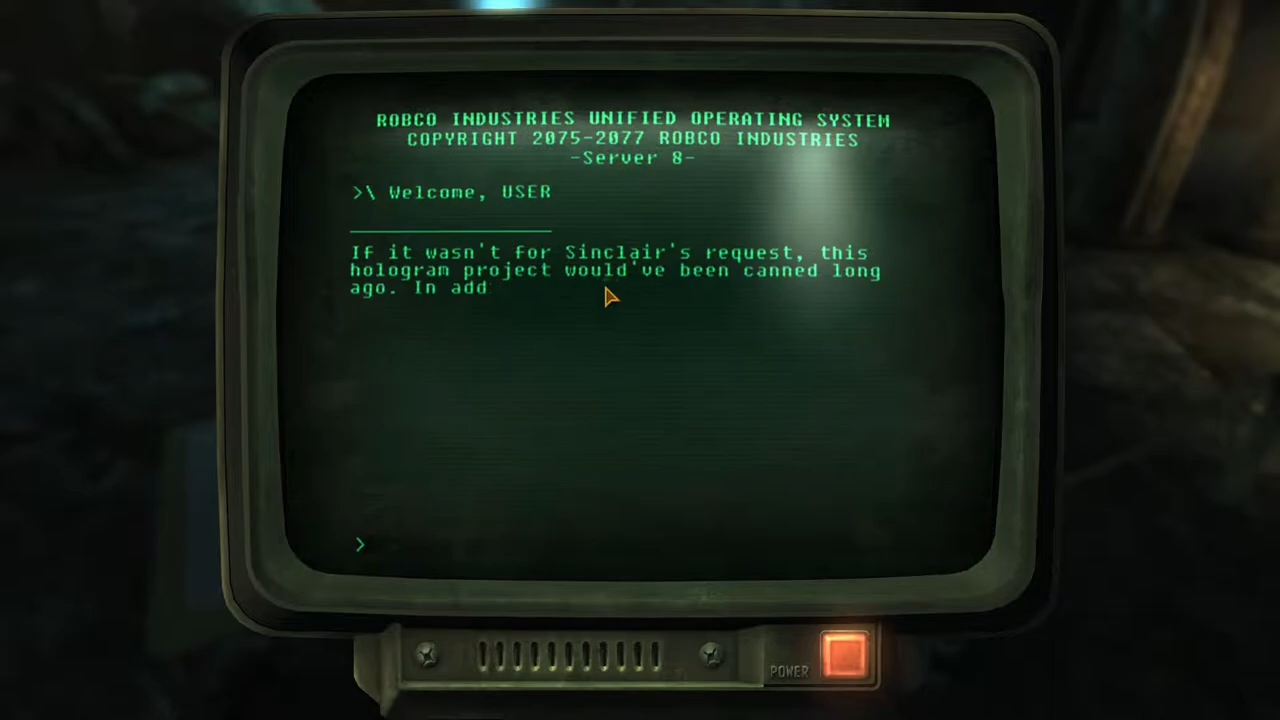 ROBCO INDUSTRIES UNIFIED OPERATING SYSTEM
COPYRIGHT 2075-2077 ROBCO INDUSTRIES
-Server 8-
>\ Welcome, USER
If it wasn't for Sinclair's request, this
hologram project would've been canned long
ago. In add
>
POWER